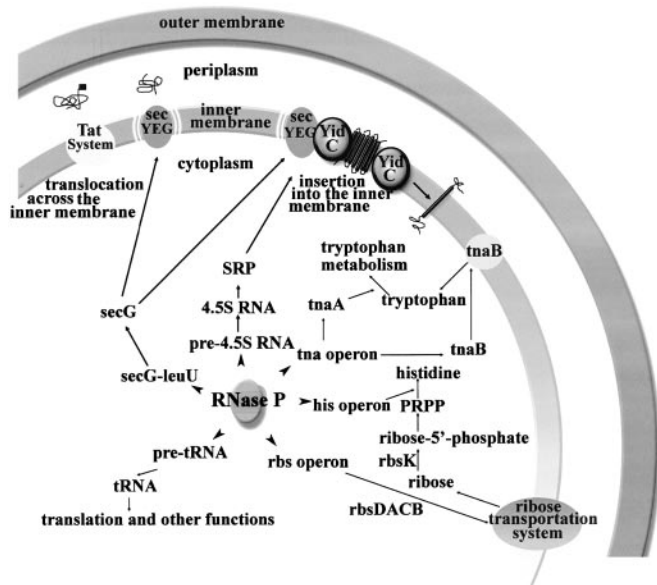 outer membrane
periplasm
Tat
System
sec
YEG
inner
membrane
sec
YEG
Yid
C
Yid
C
cytoplasm
translocation
across the
inner membrane
insertion
into the inner
membrane
SRP
tryptophan
metabolism
tnaB
secG
4.5S RNA
tnaA
tryptophan
pre-4.5S RNA
tna operon
tnaB
secG-leuU
histidine
RNase P
his operon
PRPP
pre-tRNA
rbs operon
ribose-5'-phosphate
rbsK
tRNA
ribose
translation and other functions
rbsDACB
ribose
transportation
system